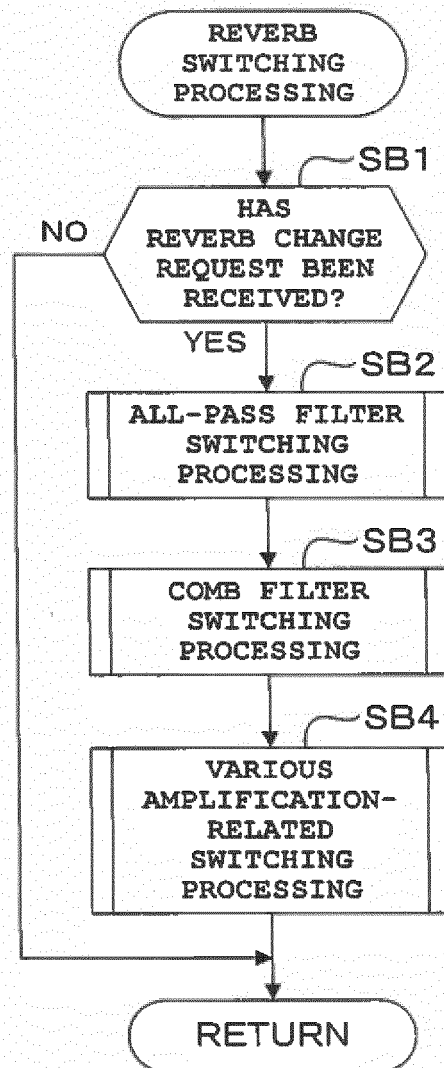 REVERB
SWITCHING
PROCESSING
SB1
HAS
REVERB CHANGE
REQUEST BEEN
RECEIVED?
NO
YES
SB2
ALL-PASS FILTER
SWITCHING
PROCESSING
SB3
COMB FILTER
SWITCHING
PROCESSING
SB4
VARIOUS
AMPLIFICATION-
RELATED
SWITCHING
PROCESSING
RETURN